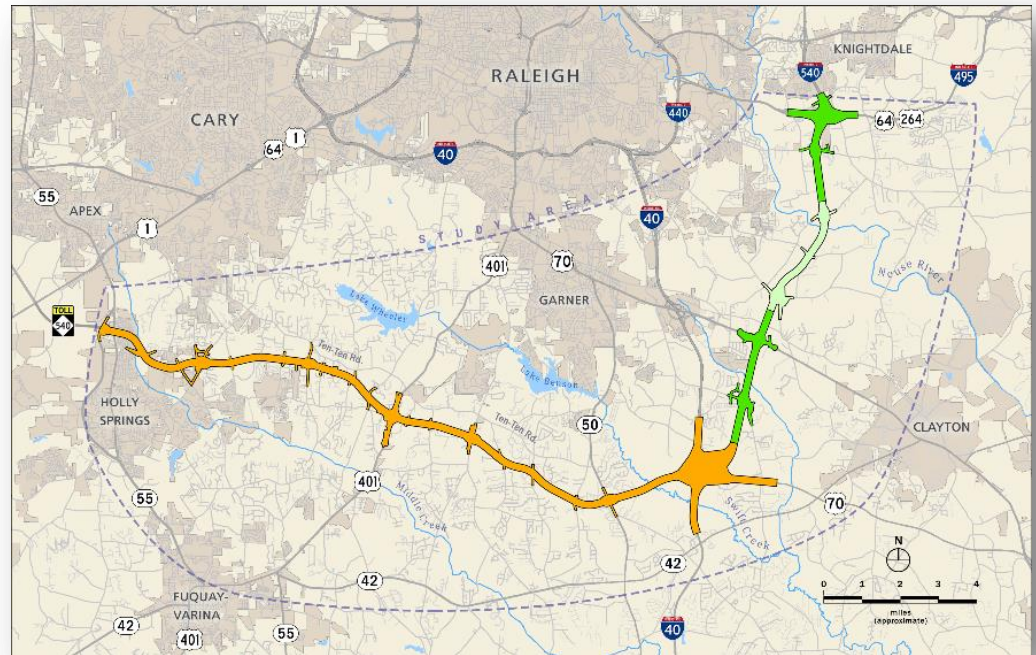 KNIGHTDALE
540
495
RALEIGH
440
64 264
CARY
1
64
40
55
APEX
1
40
STUDY AREA
401
70
Neuse River
GARNER
Lake Wheeler
TOLL
540
Ten-Ten Rd.
Lake Benson
HOLLY
SPRINGS
50
Ten-Ten Rd.
CLAYTON
401
55
Middle Creek
Swift Creek
70
N
42
42
0 1 2 3 4
miles
(approximate)
FUQUAY-
VARINA
42
401
55
40